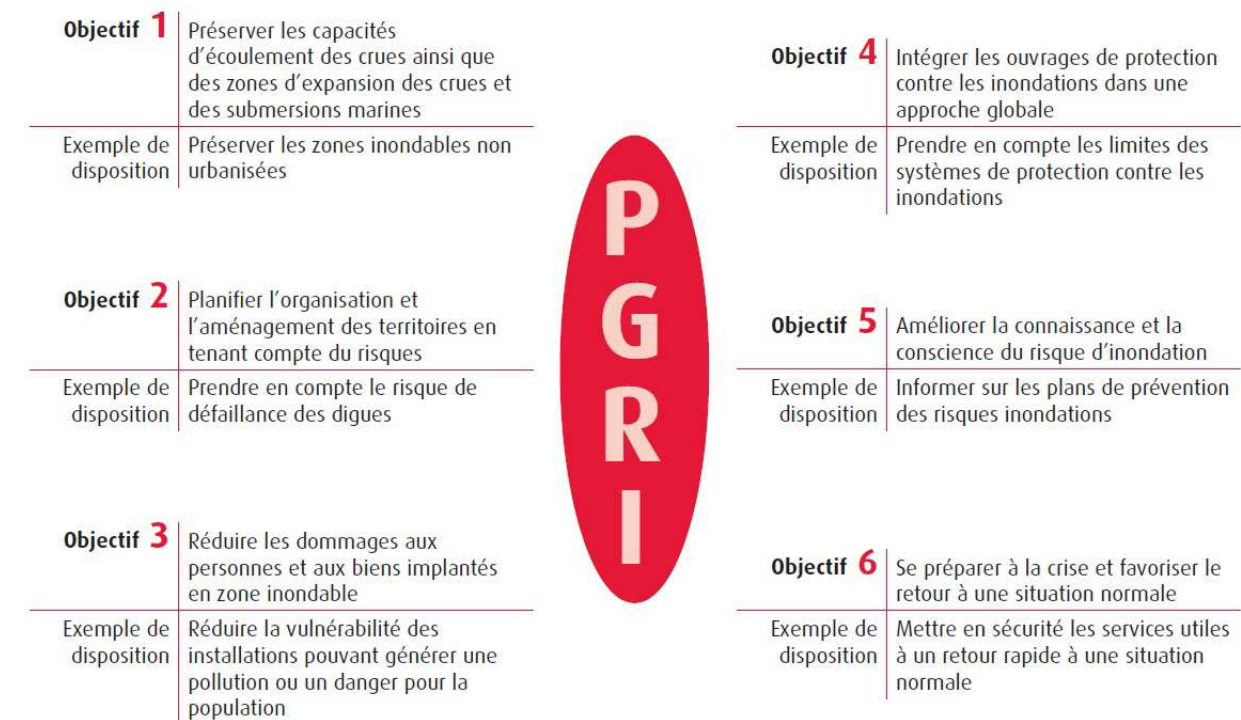 Objectif 1 Préserver les capacités
d'écoulement des crues ainsi que
des zones d'expansion des crues et
des submersions marines
Exemple de Préserver les zones inondables non
disposition urbanisées
Objectif 2 Planifier l'organisation et
l'aménagement des territoires en
tenant compte du risques
Exemple de Prendre en compte le risque de
disposition défaillance des digues
Objectif 3 Réduire les dommages aux
personnes et aux biens implantés
en zone inondable
Exemple de Réduire la vulnérabilité des
disposition installations pouvant générer une
pollution ou un danger pour la
population
P
G
R
I
Objectif 4 Intégrer les ouvrages de protection
contre les inondations dans une
approche globale
Exemple de Prendre en compte les limites des
disposition systèmes de protection contre les
inondations
Objectif 5 Améliorer la connaissance et la
conscience du risque d'inondation
Exemple de Informer sur les plans de prévention
disposition des risques inondations
Objectif 6 Se préparer à la crise et favoriser le
retour à une situation normale
Exemple de Mettre en sécurité les services utiles
disposition à un retour rapide à une situation
normale